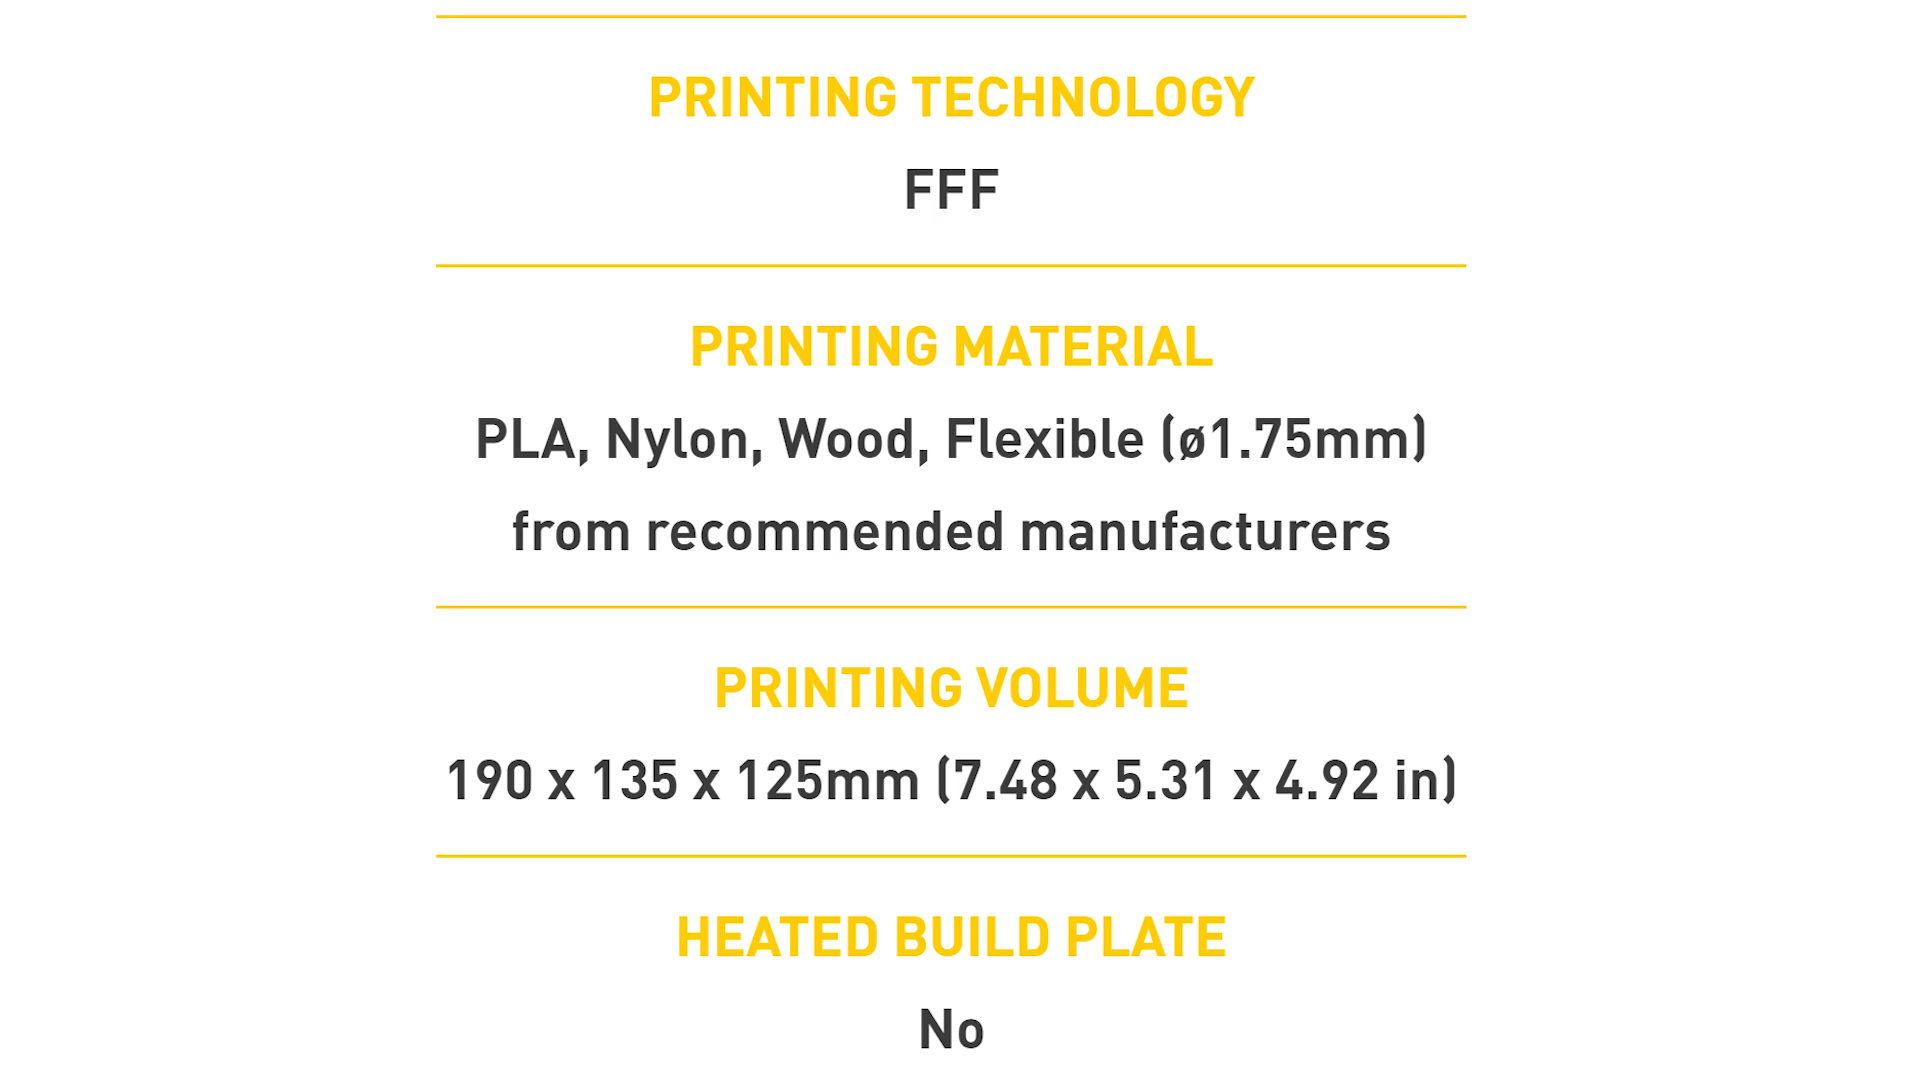 PRINTING TECHNOLOGY
FFF
PRINTING MATERIAL
PLA, Nylon, Wood, Flexible (ø1.75mm)
from recommended manufacturers
PRINTING VOLUME
190 x 135 x 125mm (7.48 x 5.31 x 4.92 in)
HEATED BUILD PLATE
No